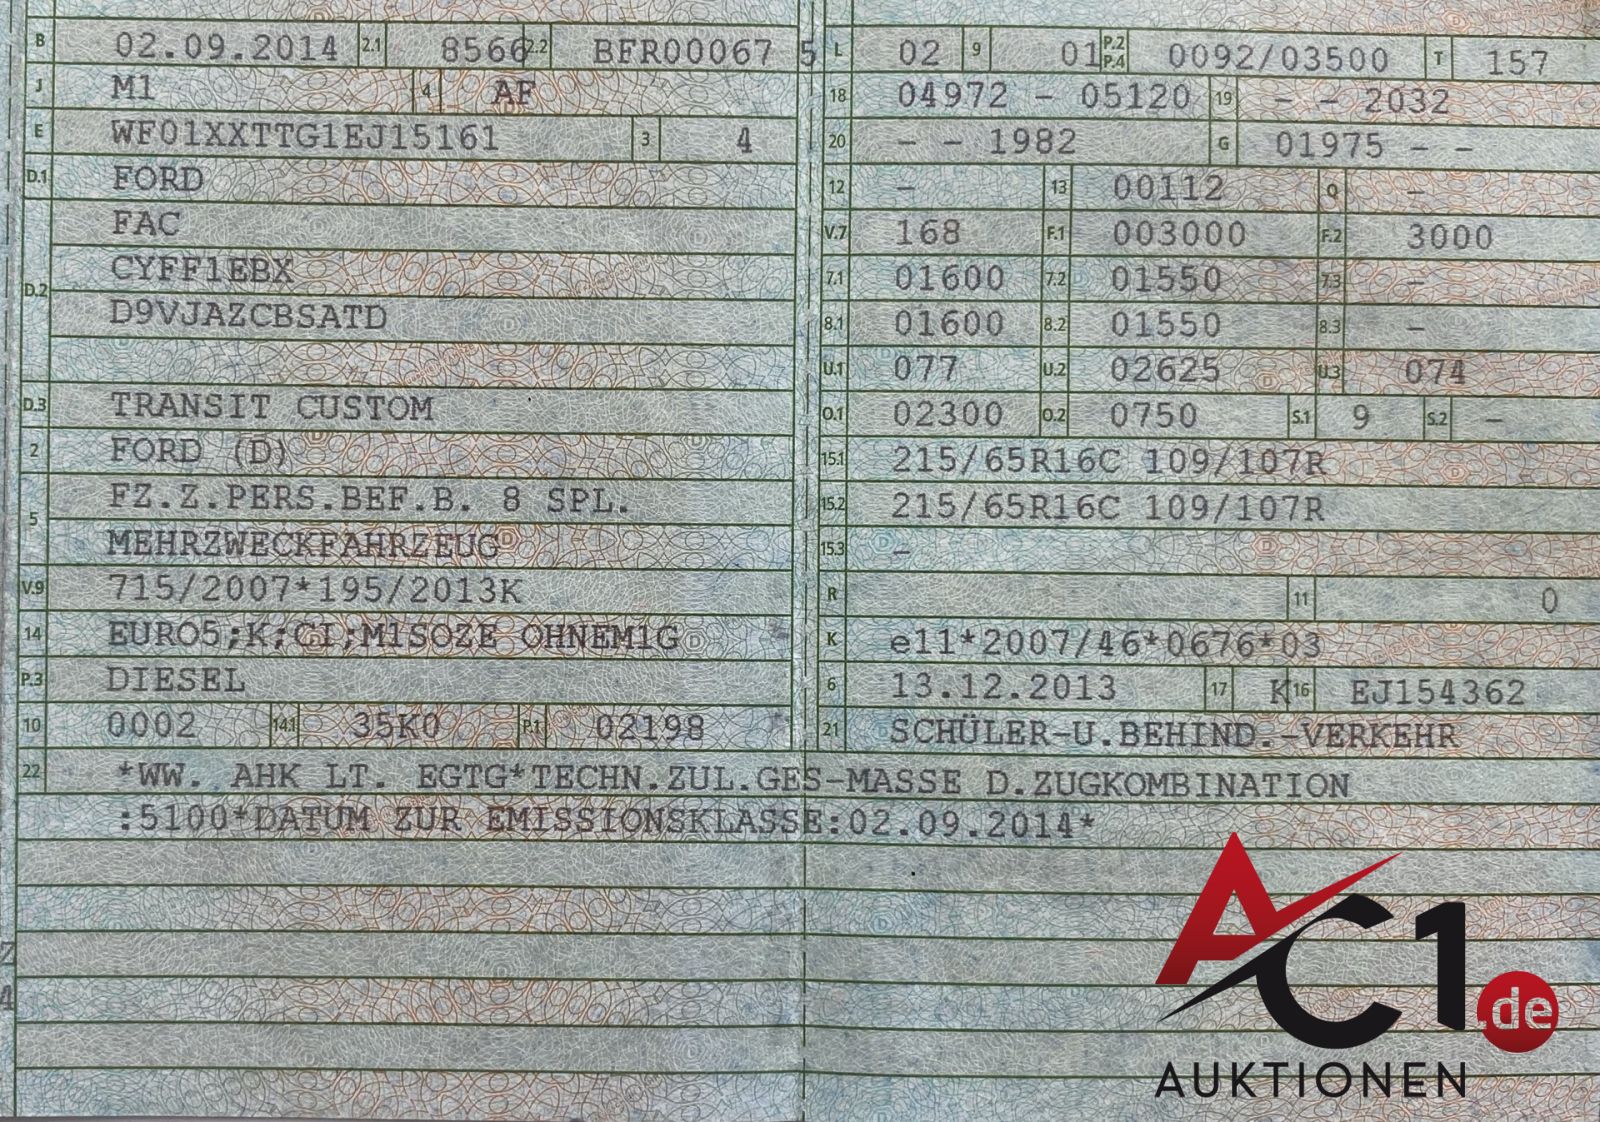 B 02.09.2014 2.1 8566 2.2 BFR00067 5
J M1 4 AF
E WF01XXTTG1EJ15161 3 4
D.1 FORD
FAC
D.2 CYFF1EBX
D9VJAZCBSATD
D.3 TRANSIT CUSTOM
2 FORD (D)
5 FZ.Z.PERS.BEF.B. 8 SPL.
MEHRZWECKFAHRZEUG
V.9 715/2007*195/2013K
14 EURO5;K;CI;M1SOZE OHNEM1G
P.3 DIESEL
10 0002 14.1 35K0 P.1 02198
L 02 9 01 P.2 P.4 0092/03500 T 157
18 04972 - 05120 19 - - 2032
20 - - 1982 G 01975 - -
12 - 13 00112 Q -
V.7 168 F.1 003000 F.2 3000
7.1 01600 7.2 01550 7.3 -
8.1 01600 8.2 01550 8.3 -
U.1 077 U.2 02625 U.3 074
O.1 02300 O.2 0750 S.1 9 S.2 -
15.1 215/65R16C 109/107R
15.2 215/65R16C 109/107R
15.3 -
R 11 0
K e11*2007/46*0676*03
6 13.12.2013 17 K 16 EJ154362
21 SCHÜLER-U.BEHIND.-VERKEHR
22 *WW. AHK LT. EGTG*TECHN.ZUL.GES-MASSE D.ZUGKOMBINATION
:5100*DATUM ZUR EMISSIONSKLASSE:02.09.2014*
Z
4
AC1.de
AUKTIONEN